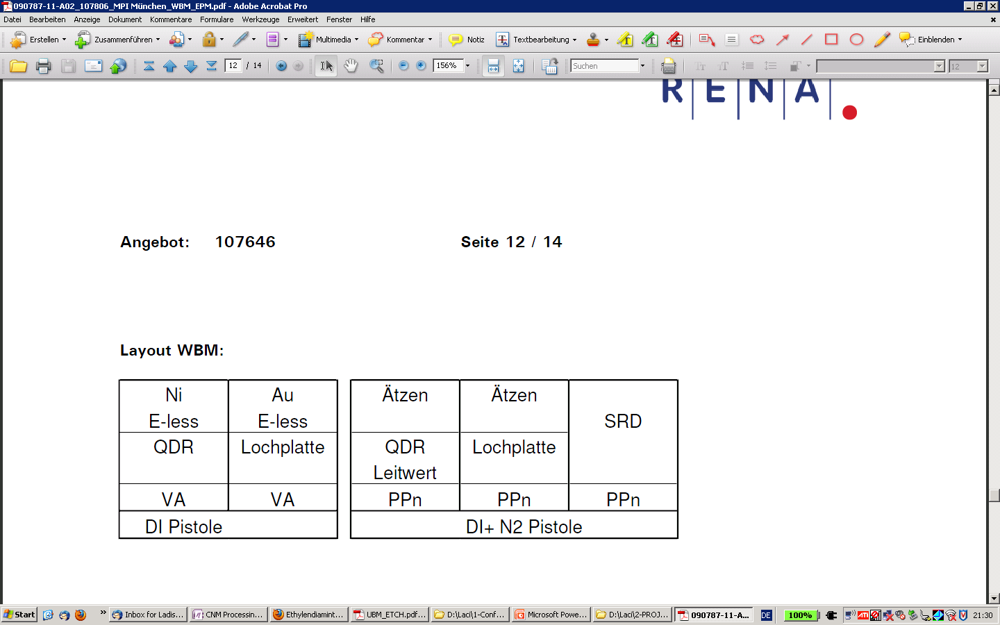 090787-11-A02_107806_MPI München_WBM_EPM.pdf - Adobe Acrobat Pro
Datei Bearbeiten Anzeige Dokument Kommentare Formulare Werkzeuge Erweitert Fenster Hilfe
Erstellen Zusammenführen Multimedia Kommentar Notiz Textbearbeitung Einblenden
12 / 14 156% Suchen 12
RENA.
Angebot: 107646 Seite 12 / 14
Layout WBM:
Ni Au Ätzen Ätzen
E-less E-less SRD
QDR Lochplatte QDR Lochplatte
Leitwert
VA VA PPn PPn PPn
DI Pistole DI+ N2 Pistole
Start Inbox for Ladis... CNM Processin... Ethylendiamint... UBM_ETCH.pdf... D:\Laci\1-Conf... Microsoft Powe... D:\Laci\2-PROJ... 090787-11-A... DE 100% 21:30